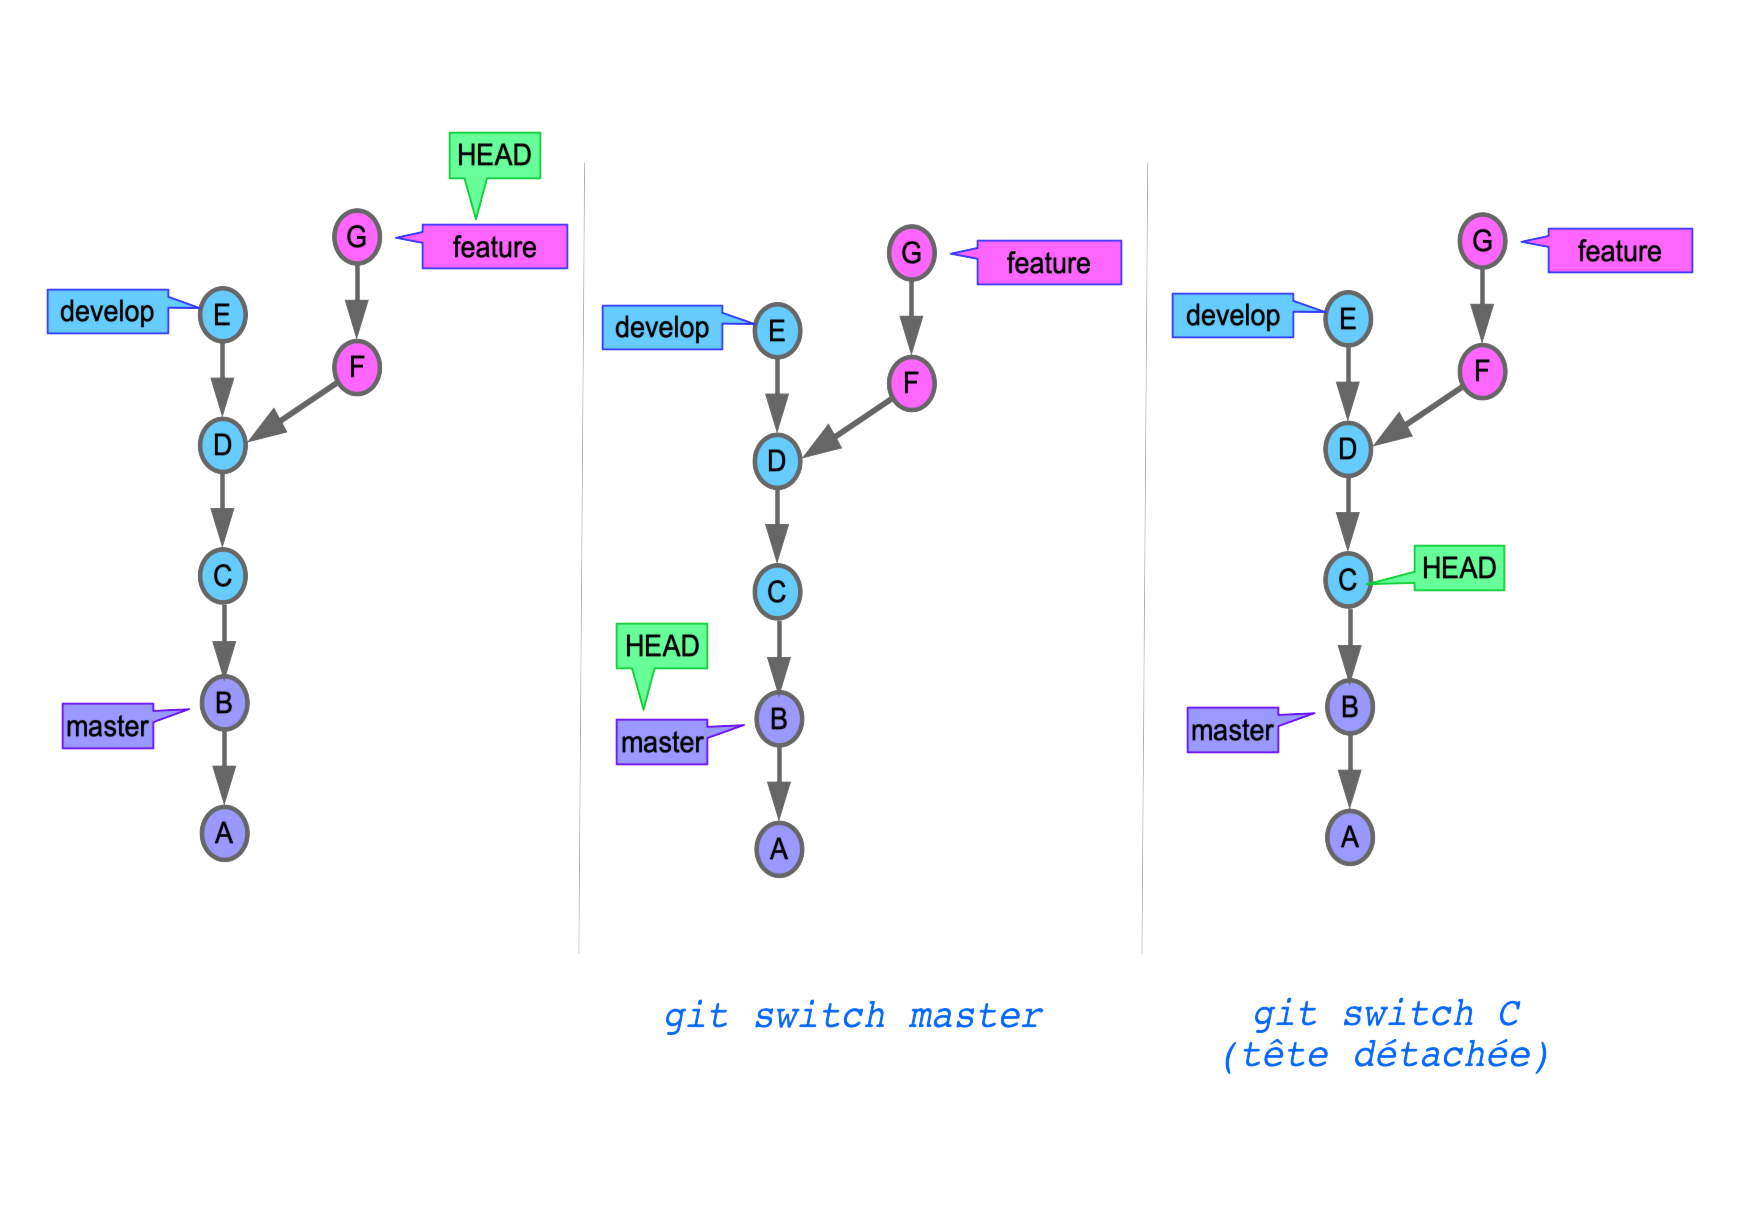 HEAD
G
feature
develop
E
F
D
C
master
B
A
G
feature
develop
E
F
D
C
HEAD
master
B
A
git switch master
G
feature
develop
E
F
D
C
HEAD
master
B
A
git switch C
(tête détachée)